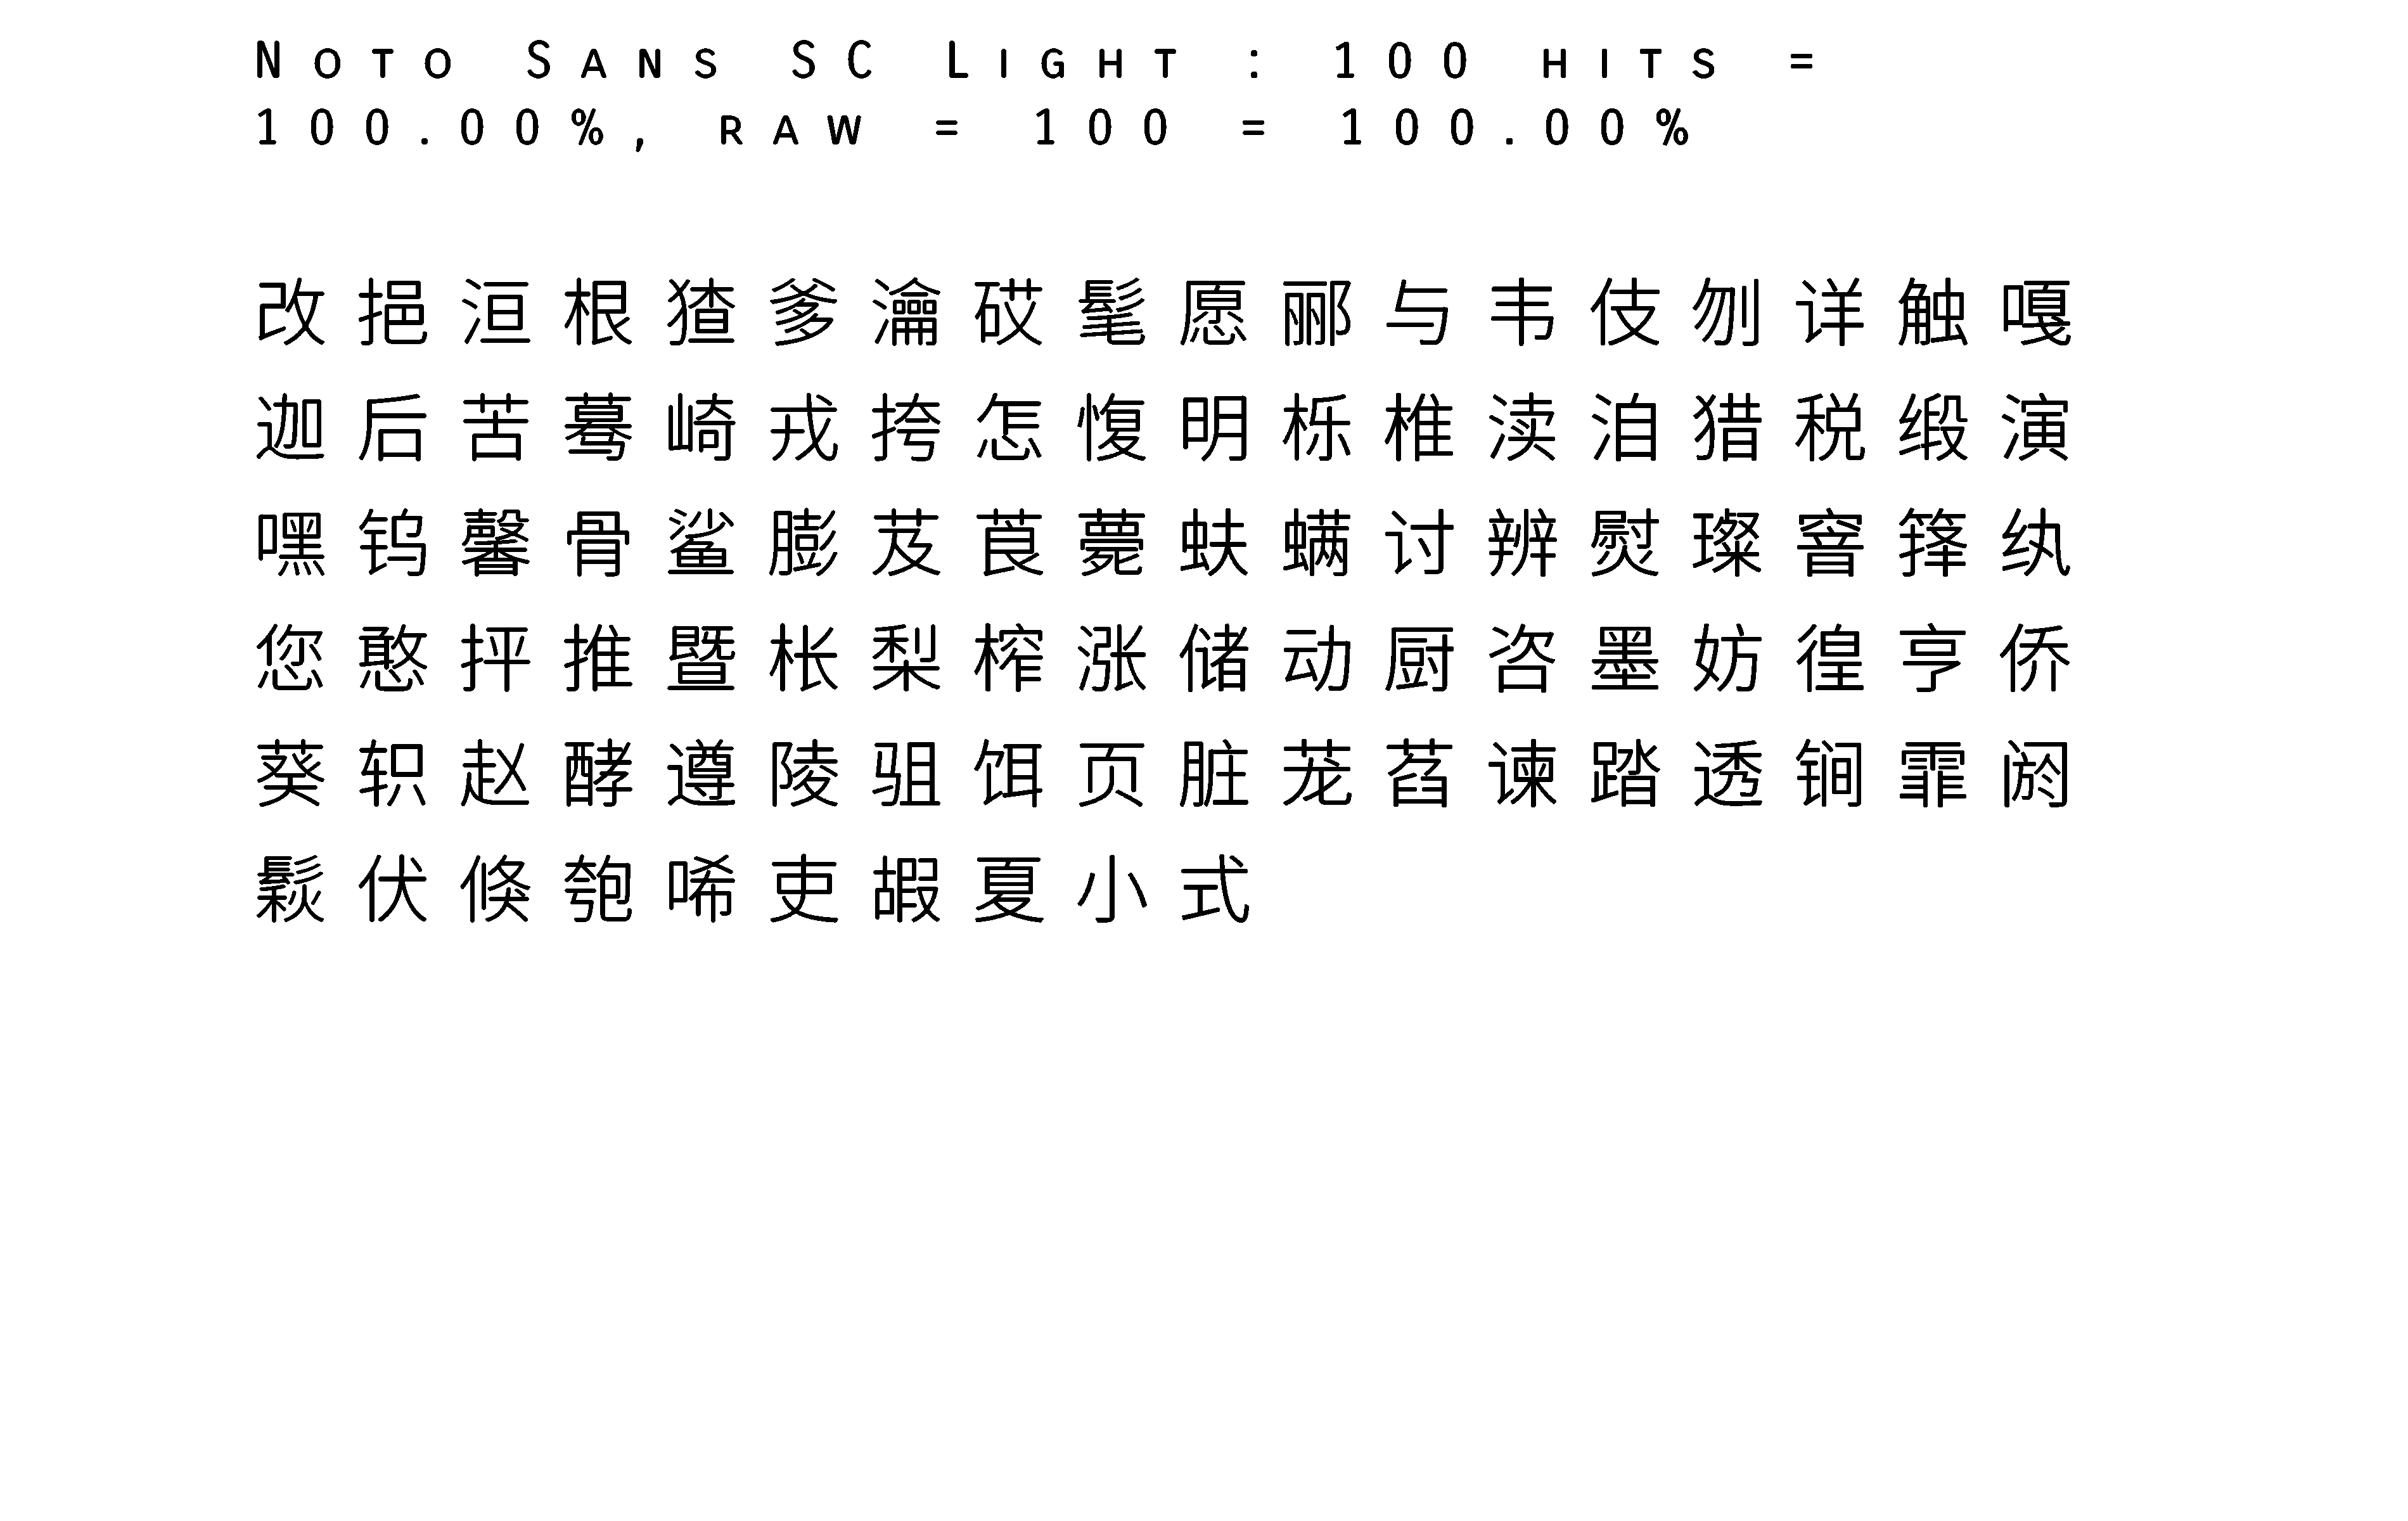 Noto Sans SC Light : 100 hits =
100.00%, raw = 100 = 100.00%
改挹洹根猹爹瀹砹髦愿郦与韦伎刎详触嘎
迦后苦蓦崎戎挎怎愎明栎椎渎洎猎税缎演
嘿钨馨骨鲨膨芨莨薨蚨螨讨辨熨璨窨择纨
您憨抨推暨枨梨榨涨储动厨咨墨妨徨亨侨
葵轵赵酵遵陵驵饵页脏茏萏谏踏透锏霏阏
鬏伏倏匏唏吏嘏夏小式